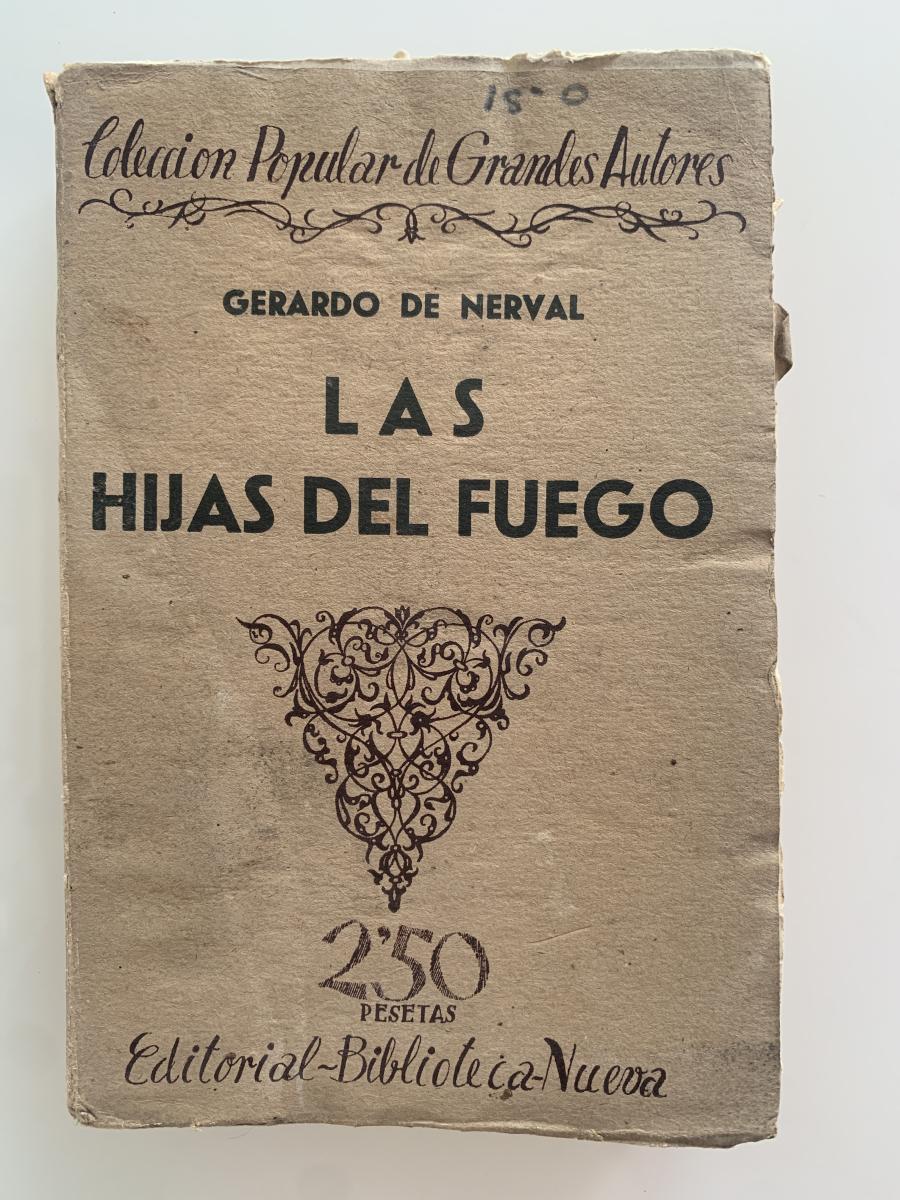 15-0
Coleccion Popular de Grandes Autores
GERARDO DE NERVAL
LAS
HIJAS DEL FUEGO
2'50
PESETAS
Editorial-Biblioteca-Nueva